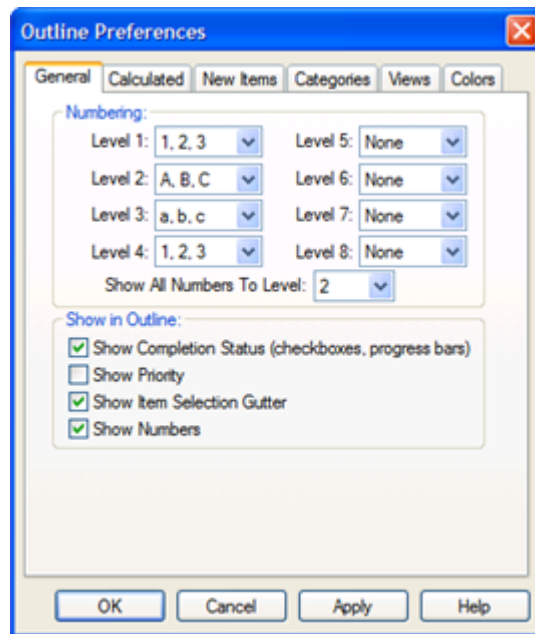 Outline Preferences
General Calculated New Items Categories Views Colors
Numbering:
Level 1: 1, 2, 3 Level 5: None
Level 2: A, B, C Level 6: None
Level 3: a, b, c Level 7: None
Level 4: 1, 2, 3 Level 8: None
Show All Numbers To Level: 2
Show in Outline:
Show Completion Status (checkboxes, progress bars)
Show Priority
Show Item Selection Gutter
Show Numbers
OK Cancel Apply Help